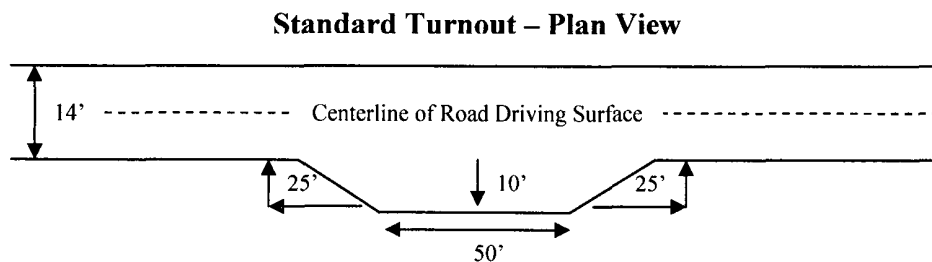 Standard Turnout – Plan View
14'
Centerline of Road Driving Surface
25'
10'
25'
50'